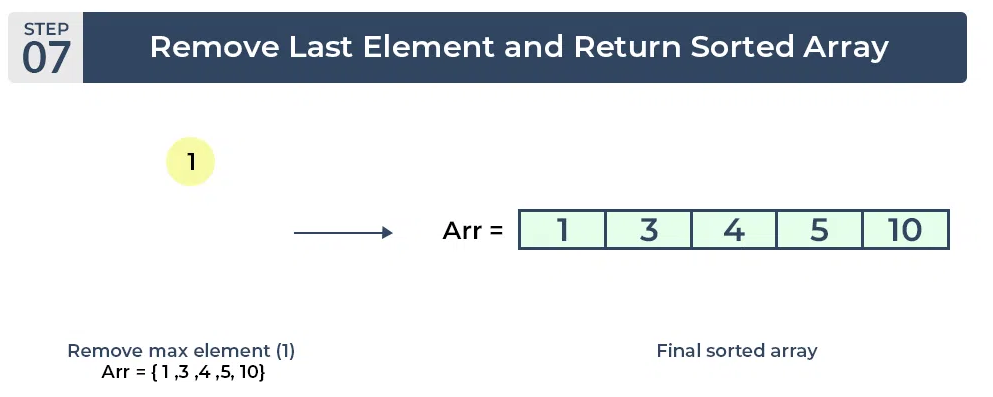 STEP
07
Remove Last Element and Return Sorted Array
1
Arr = 1 3 4 5 10
Remove max element (1)
Arr = { 1 ,3 ,4 ,5, 10}
Final sorted array